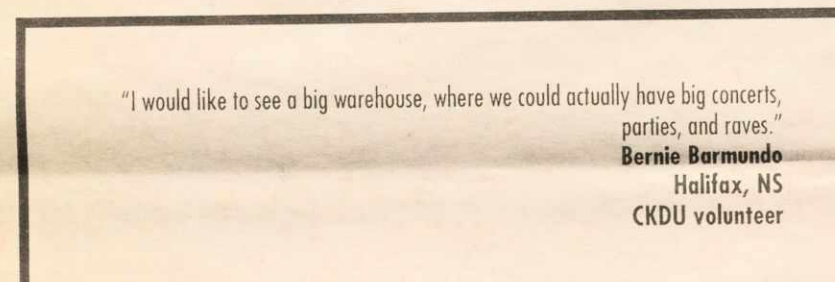 "I would like to see a big warehouse, where we could actually have big concerts,
parties, and raves."
Bernie Barmundo
Halifax, NS
CKDU volunteer